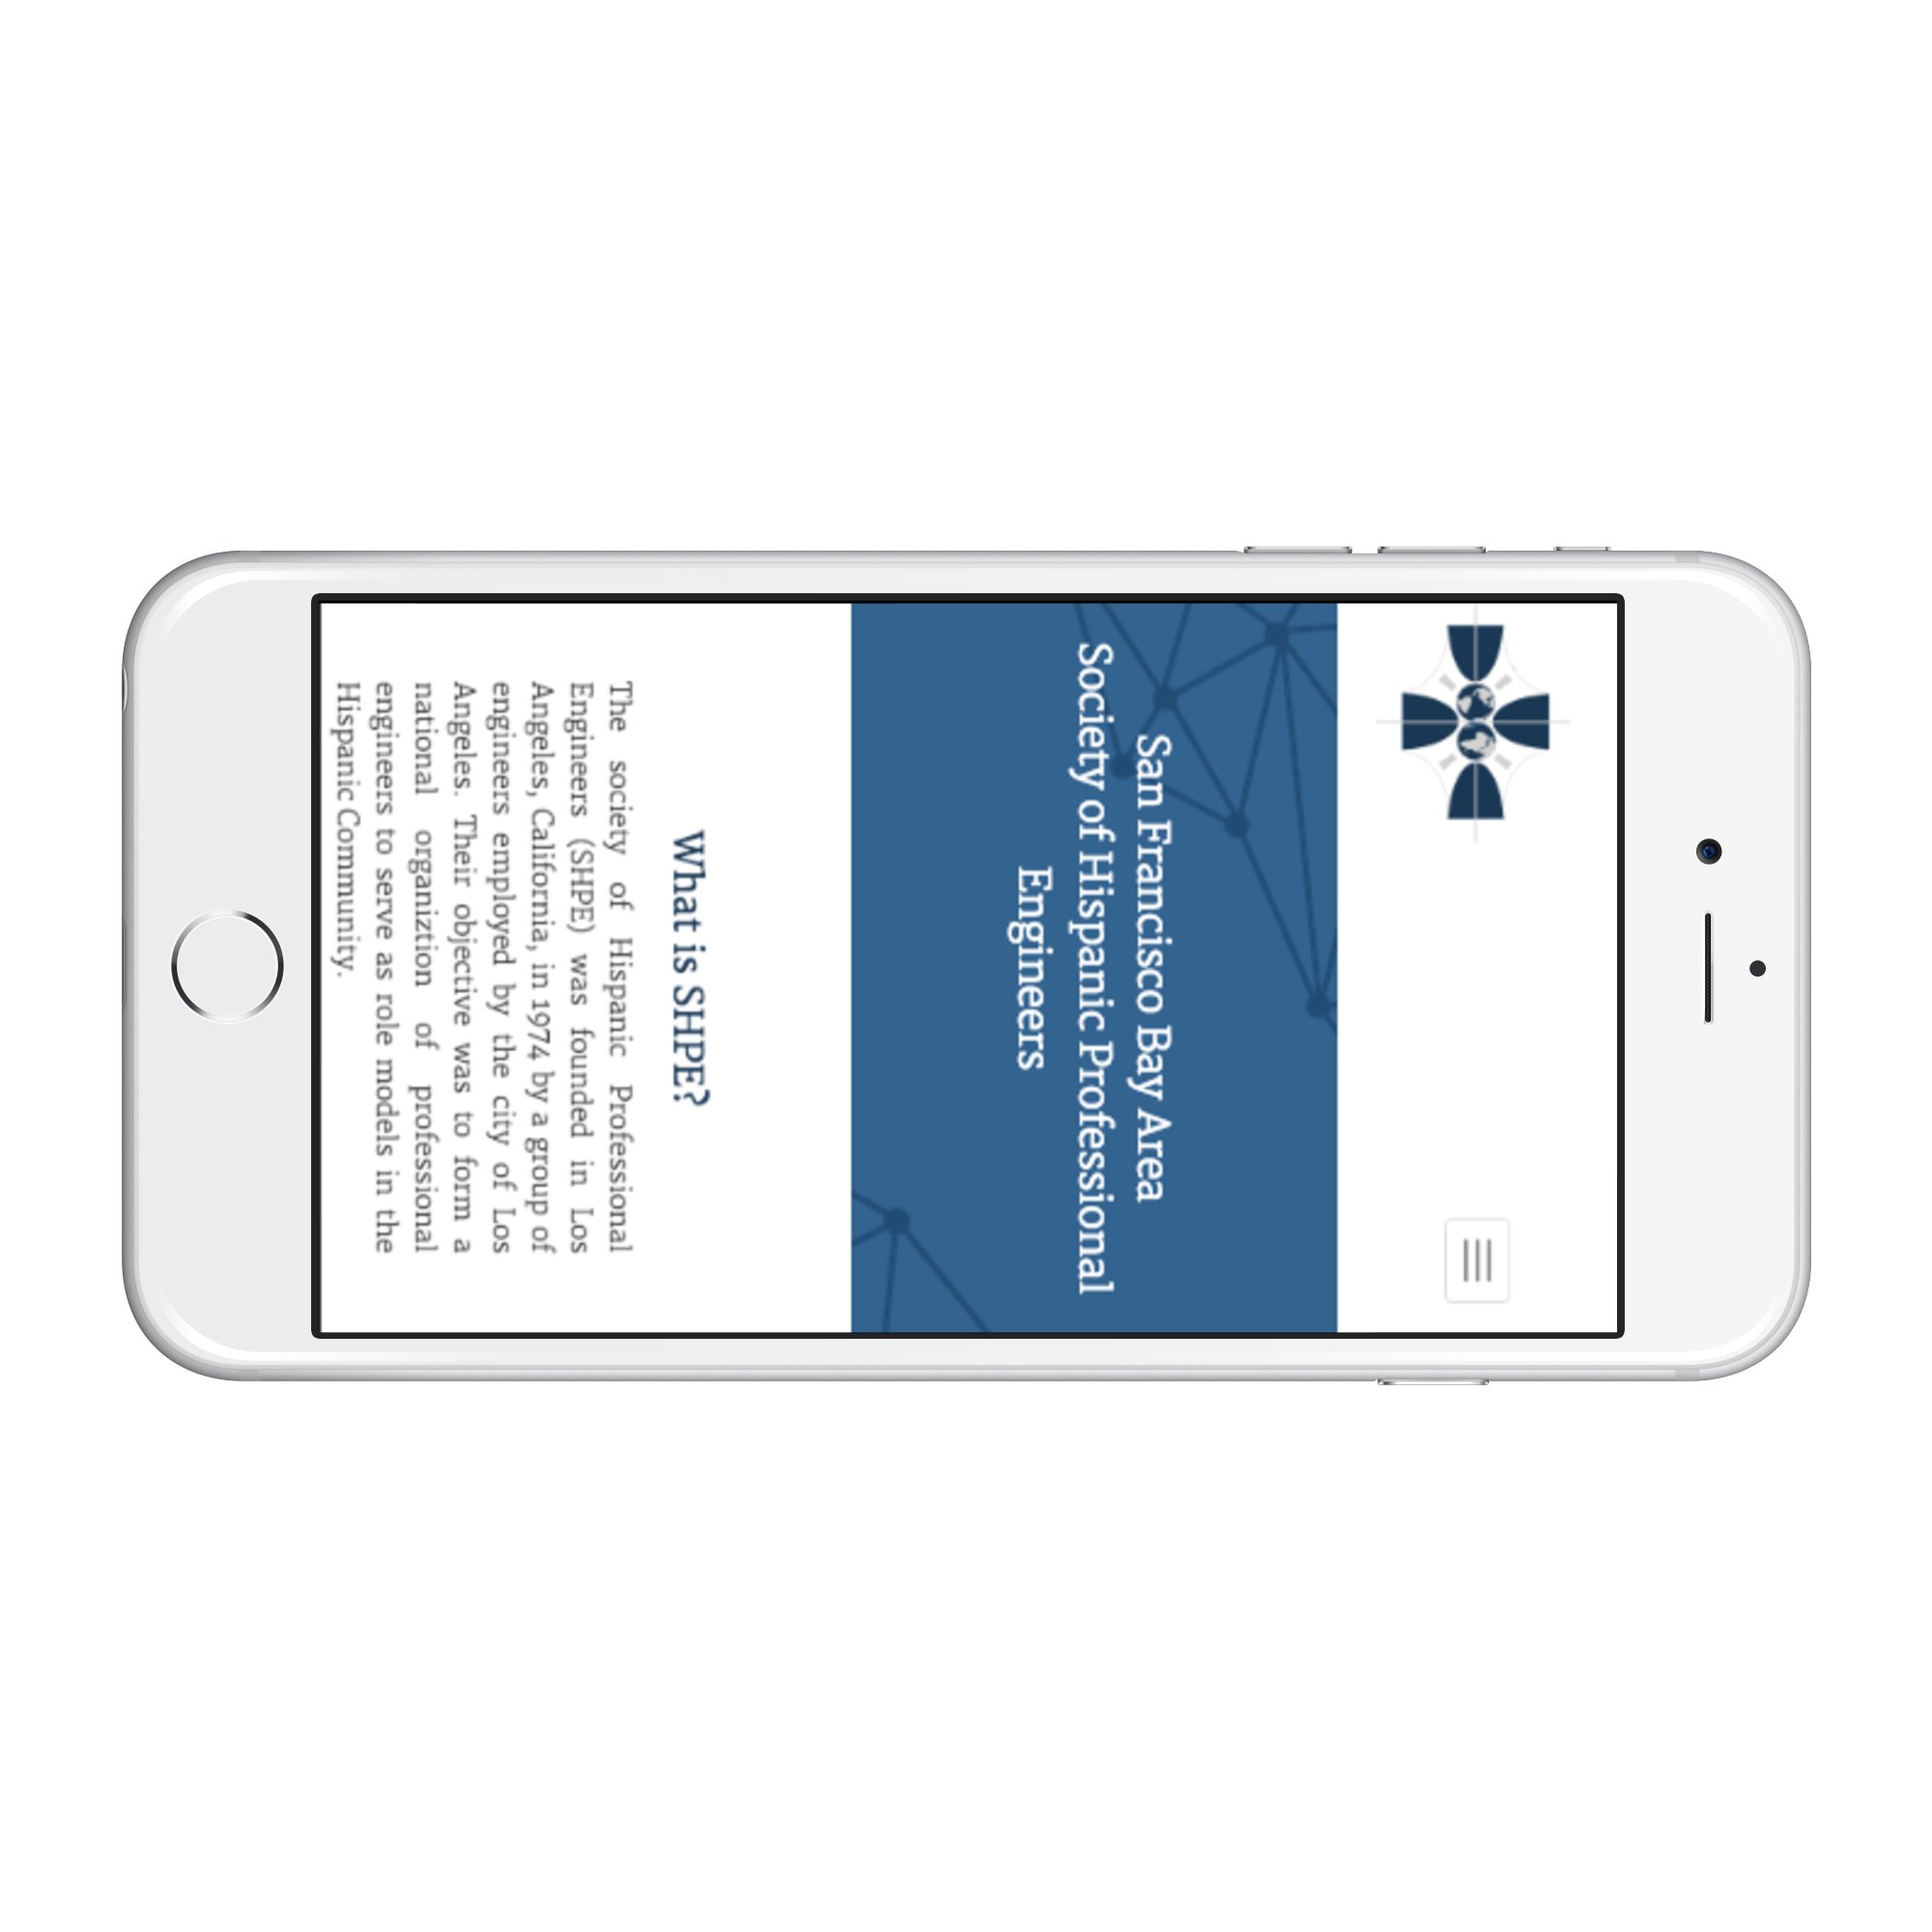 San Francisco Bay Area
Society of Hispanic Professional
Engineers
What is SHPE?
The society of Hispanic Professional
Engineers (SHPE) was founded in Los
Angeles, California, in 1974 by a group of
engineers employed by the city of Los
Angeles. Their objective was to form a
national organiztion of professional
engineers to serve as role models in the
Hispanic Community.